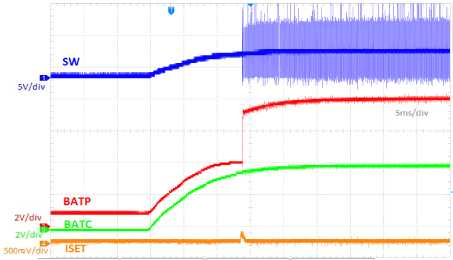 SW
5V/div
5ms/div
BATP
2V/div
BATC
2V/div
ISET
500mV/div